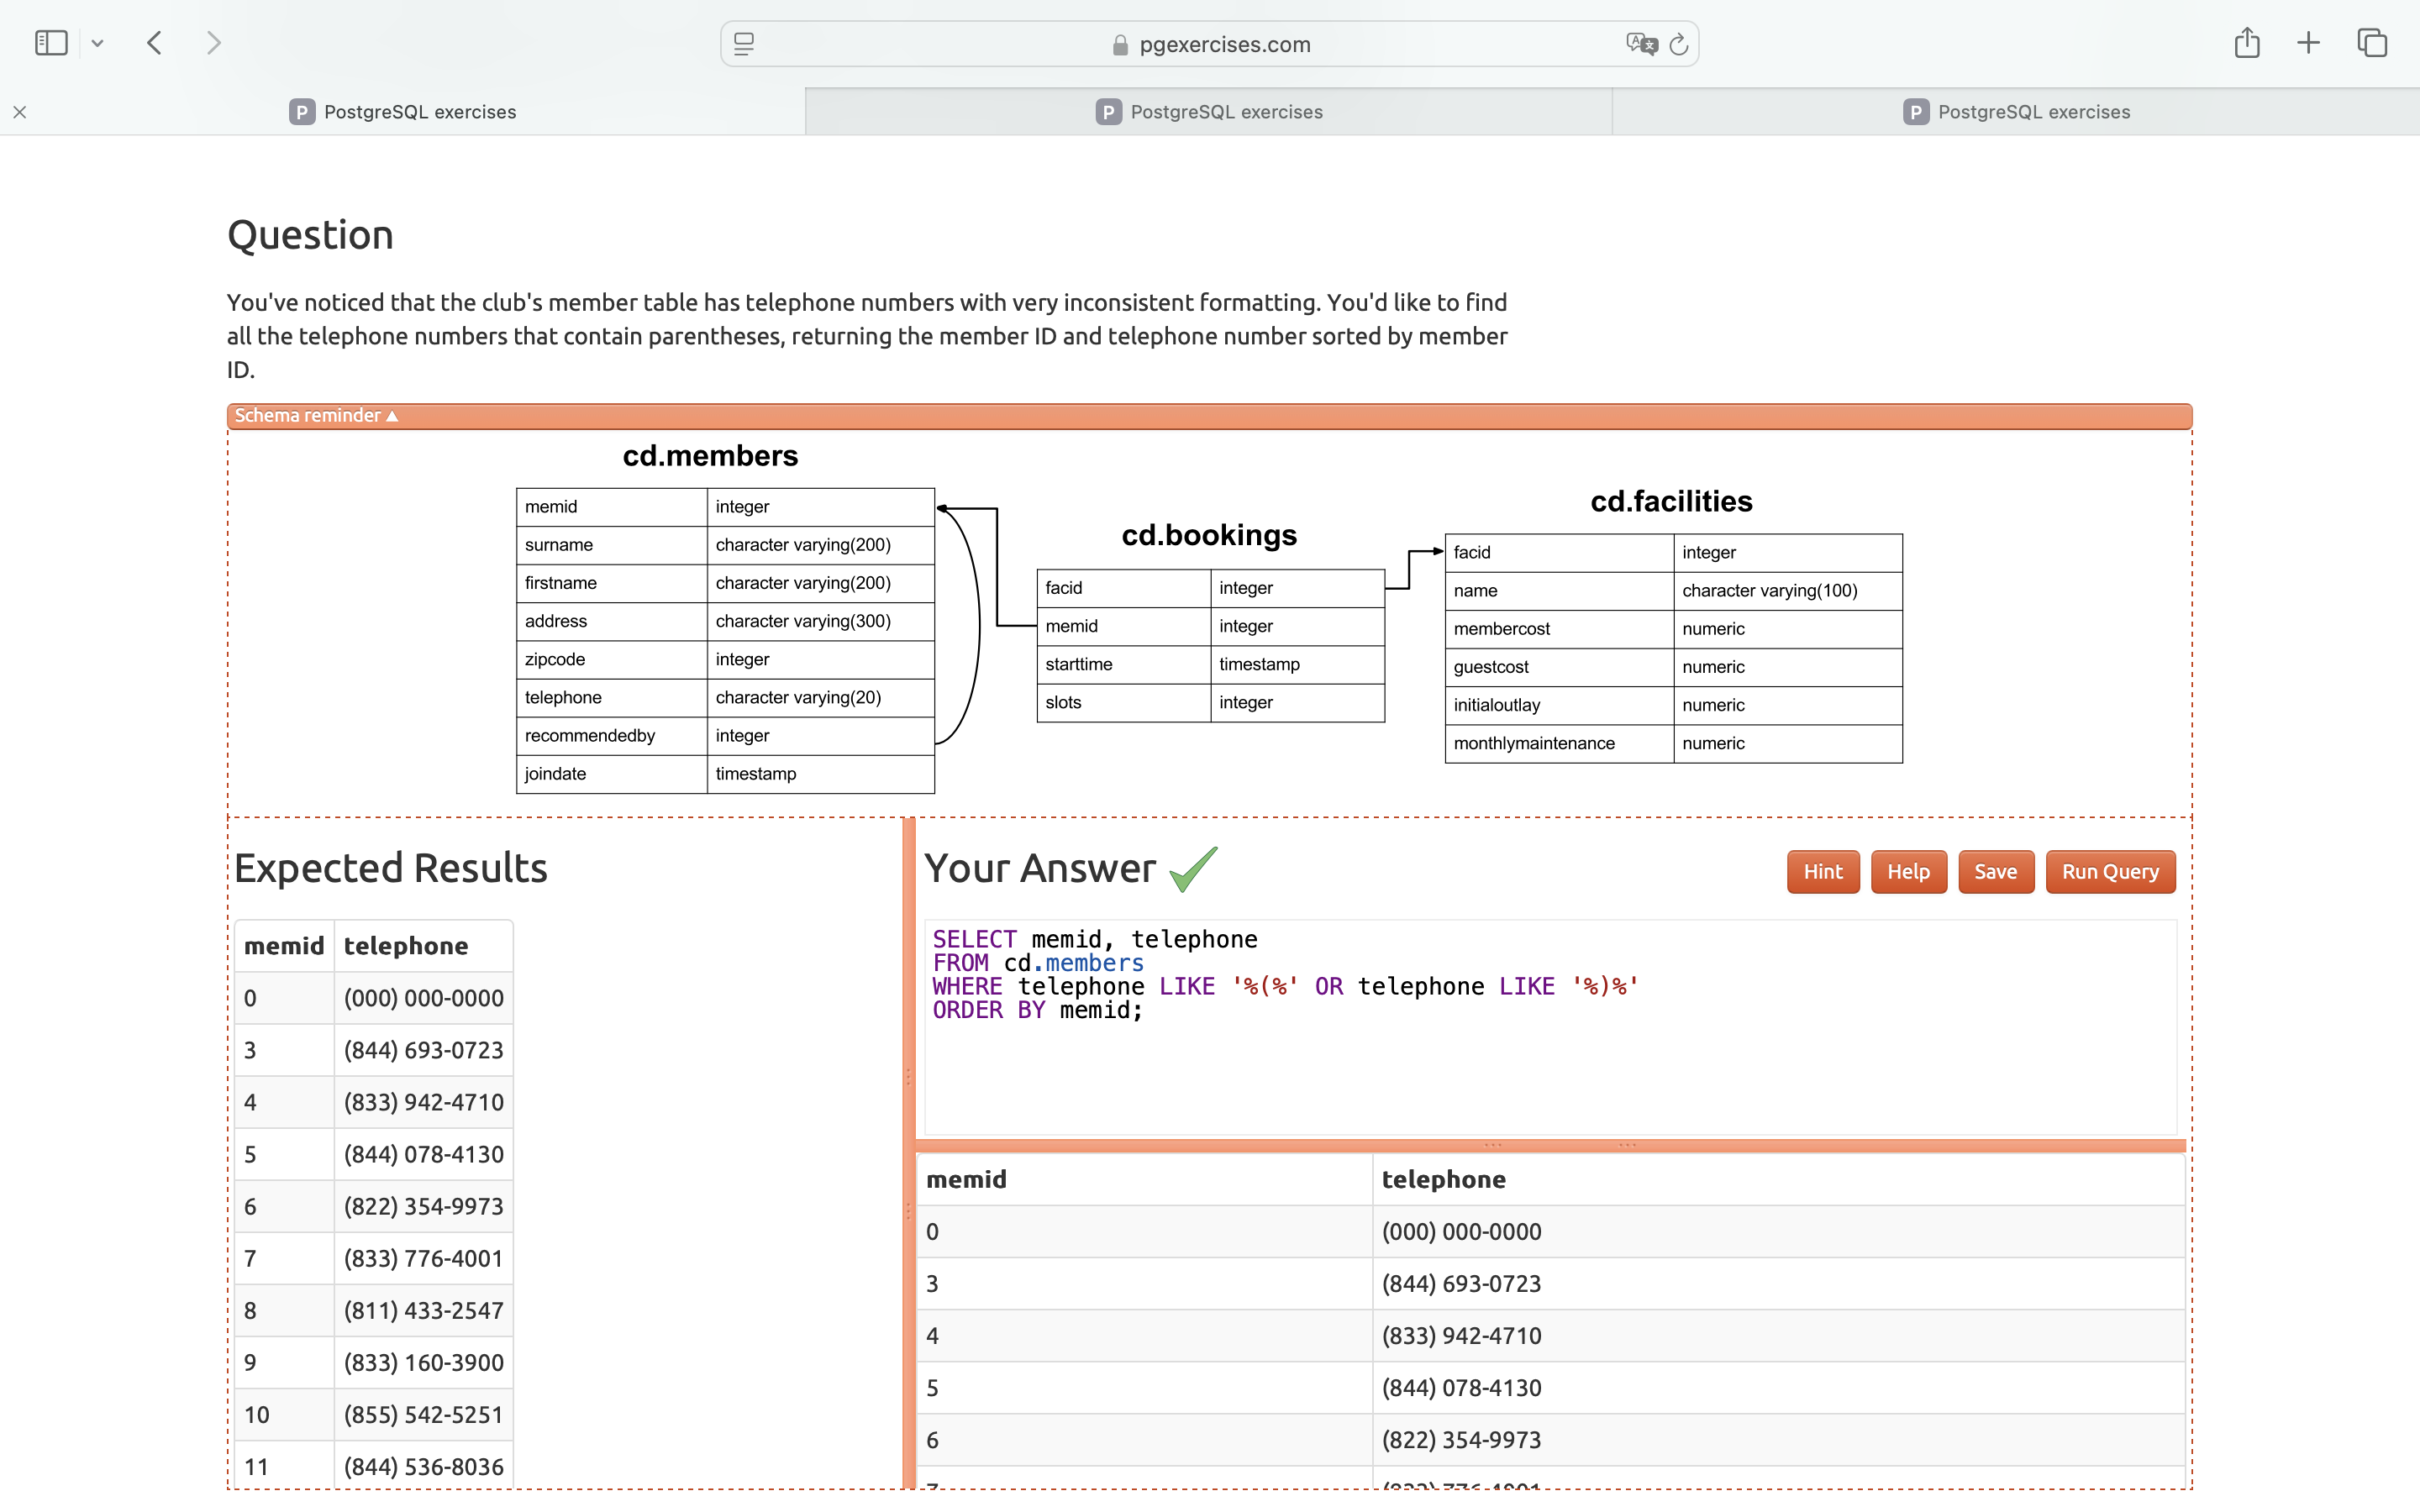 pgexercises.com
PostgreSQL exercises
PostgreSQL exercises
PostgreSQL exercises
Question
You've noticed that the club's member table has telephone numbers with very inconsistent formatting. You'd like to find
all the telephone numbers that contain parentheses, returning the member ID and telephone number sorted by member
ID.
Schema reminder ▲
cd.members
memid integer
surname character varying(200)
firstname character varying(200)
address character varying(300)
zipcode integer
telephone character varying(20)
recommendedby integer
joindate timestamp
cd.bookings
facid integer
memid integer
starttime timestamp
slots integer
cd.facilities
facid integer
name character varying(100)
membercost numeric
guestcost numeric
initialoutlay numeric
monthlymaintenance numeric
Expected Results
memid telephone
0 (000) 000-0000
3 (844) 693-0723
4 (833) 942-4710
5 (844) 078-4130
6 (822) 354-9973
7 (833) 776-4001
8 (811) 433-2547
9 (833) 160-3900
10 (855) 542-5251
11 (844) 536-8036
Your Answer
Hint Help Save Run Query
SELECT memid, telephone
FROM cd.members
WHERE telephone LIKE '%(%' OR telephone LIKE '%)%'
ORDER BY memid;
memid telephone
0 (000) 000-0000
3 (844) 693-0723
4 (833) 942-4710
5 (844) 078-4130
6 (822) 354-9973